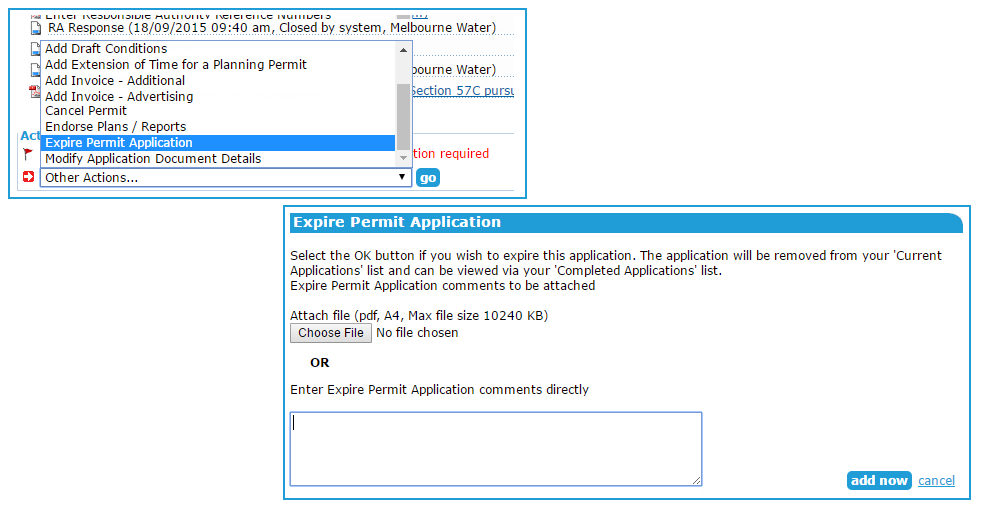 Enter Responsible Authority Reference Numbers
RA Response (18/09/2015 09:40 am, Closed by system, Melbourne Water)
Add Draft Conditions
Add Extension of Time for a Planning Permit
bourne Water)
Add Invoice - Additional
Section 57C pursu
Add Invoice - Advertising
Cancel Permit
Endorse Plans / Reports
Act
Expire Permit Application
tion required
Modify Application Document Details
Other Actions...
go
Expire Permit Application
Select the OK button if you wish to expire this application. The application will be removed from your 'Current
Applications' list and can be viewed via your 'Completed Applications' list.
Expire Permit Application comments to be attached
Attach file (pdf, A4, Max file size 10240 KB)
Choose File No file chosen
OR
Enter Expire Permit Application comments directly
add now cancel